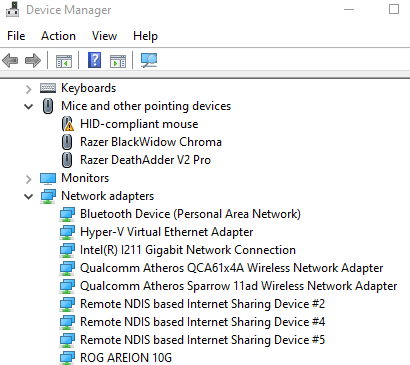 Device Manager
File Action View Help
Keyboards
Mice and other pointing devices
HID-compliant mouse
Razer BlackWidow Chroma
Razer DeathAdder V2 Pro
Monitors
Network adapters
Bluetooth Device (Personal Area Network)
Hyper-V Virtual Ethernet Adapter
Intel(R) I211 Gigabit Network Connection
Qualcomm Atheros QCA61x4A Wireless Network Adapter
Qualcomm Atheros Sparrow 11ad Wireless Network Adapter
Remote NDIS based Internet Sharing Device #2
Remote NDIS based Internet Sharing Device #4
Remote NDIS based Internet Sharing Device #5
ROG AREION 10G